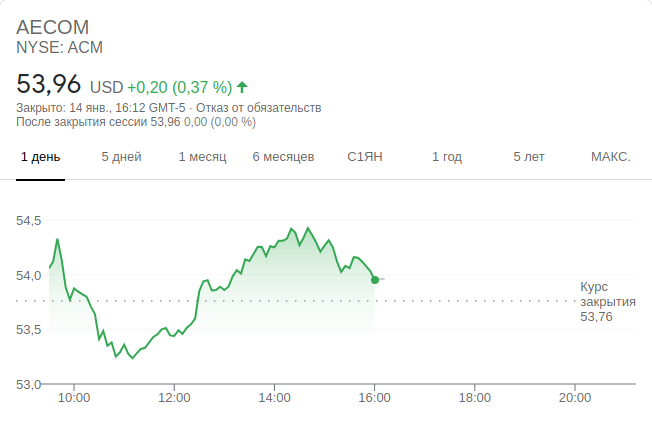 AECOM
NYSE: ACM
53,96 USD +0,20 (0,37 %)
Закрыто: 14 янв., 16:12 GMT-5 · Отказ от обязательств
После закрытия сессии 53,96 0,00 (0,00 %)
1 день 5 дней 1 месяц 6 месяцев С1ЯН 1 год 5 лет МАКС.
54,5
54,0
Курс
закрытия
53,76
53,5
53,0
10:00 12:00 14:00 16:00 18:00 20:00